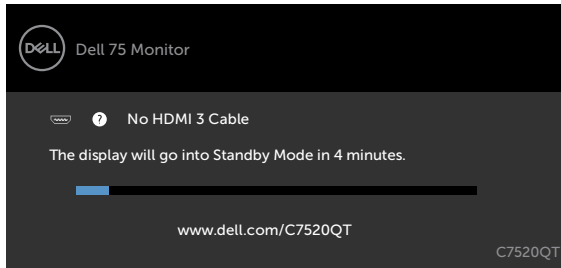 DELL
Dell 75 Monitor
? No HDMI 3 Cable
The display will go into Standby Mode in 4 minutes.
www.dell.com/C7520QT
C7520QT